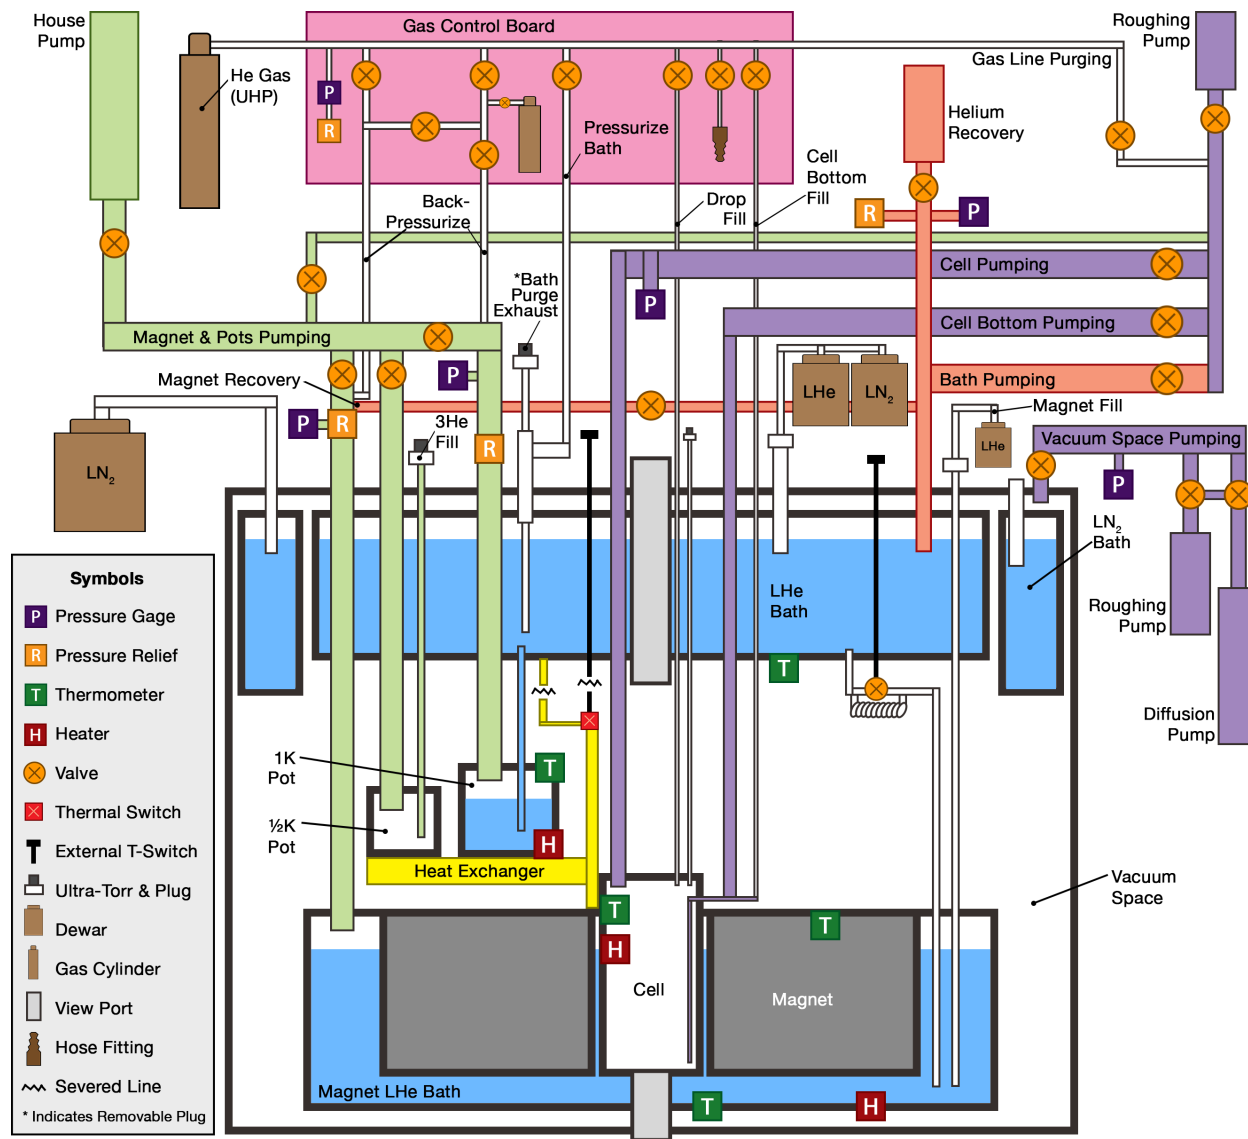 House
Pump
Gas Control Board
Roughing
Pump
He Gas
(UHP)
Gas Line Purging
P
R
Helium
Recovery
Pressurize
Bath
Cell
Bottom
Fill
Drop
Fill
Back-
Pressurize
R
P
*Bath
Purge
Exhaust
Cell Pumping
P
Cell Bottom Pumping
Magnet & Pots Pumping
Magnet Recovery
P
Bath Pumping
LHe
LN2
Magnet Fill
P
R
3He
Fill
R
LHe
Vacuum Space Pumping
P
LN2
LN2
Bath
LHe
Bath
Roughing
Pump
T
Diffusion
Pump
1K
Pot
T
½K
Pot
H
Heat Exchanger
Vacuum
Space
T
T
H
Cell
Magnet
Magnet LHe Bath
T
H
Symbols
P Pressure Gage
R Pressure Relief
T Thermometer
H Heater
Valve
Thermal Switch
External T-Switch
Ultra-Torr & Plug
Dewar
Gas Cylinder
View Port
Hose Fitting
Severed Line
* Indicates Removable Plug